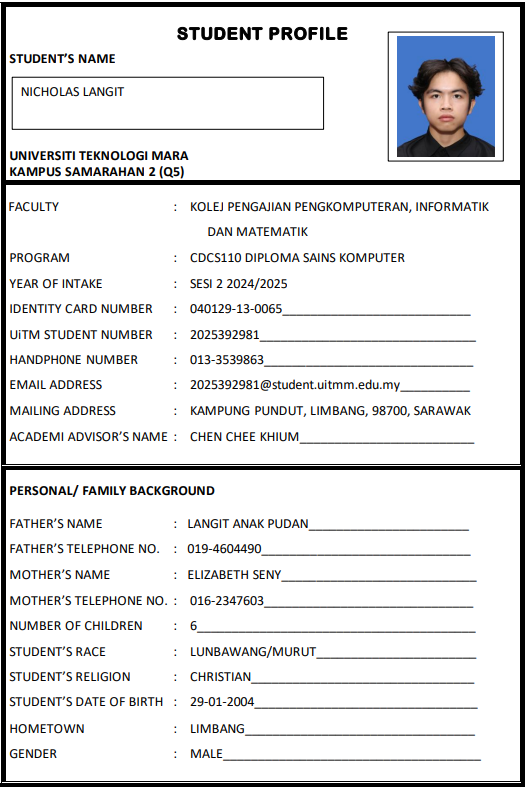 STUDENT PROFILE
STUDENT'S NAME
NICHOLAS LANGIT
UNIVERSITI TEKNOLOGI MARA
KAMPUS SAMARAHAN 2 (Q5)
FACULTY : KOLEJ PENGAJIAN PENGKOMPUTERAN, INFORMATIK
DAN MATEMATIK
PROGRAM : CDCS110 DIPLOMA SAINS KOMPUTER
YEAR OF INTAKE : SESI 2 2024/2025
IDENTITY CARD NUMBER : 040129-13-0065
UiTM STUDENT NUMBER : 2025392981
HANDPH0NE NUMBER : 013-3539863
EMAIL ADDRESS : 2025392981@student.uitmm.edu.my
MAILING ADDRESS : KAMPUNG PUNDUT, LIMBANG, 98700, SARAWAK
ACADEMI ADVISOR'S NAME : CHEN CHEE KHIUM
PERSONAL/ FAMILY BACKGROUND
FATHER'S NAME : LANGIT ANAK PUDAN
FATHER'S TELEPHONE NO. : 019-4604490
MOTHER'S NAME : ELIZABETH SENY
MOTHER'S TELEPHONE NO. : 016-2347603
NUMBER OF CHILDREN : 6
STUDENT'S RACE : LUNBAWANG/MURUT
STUDENT'S RELIGION : CHRISTIAN
STUDENT'S DATE OF BIRTH : 29-01-2004
HOMETOWN : LIMBANG
GENDER : MALE